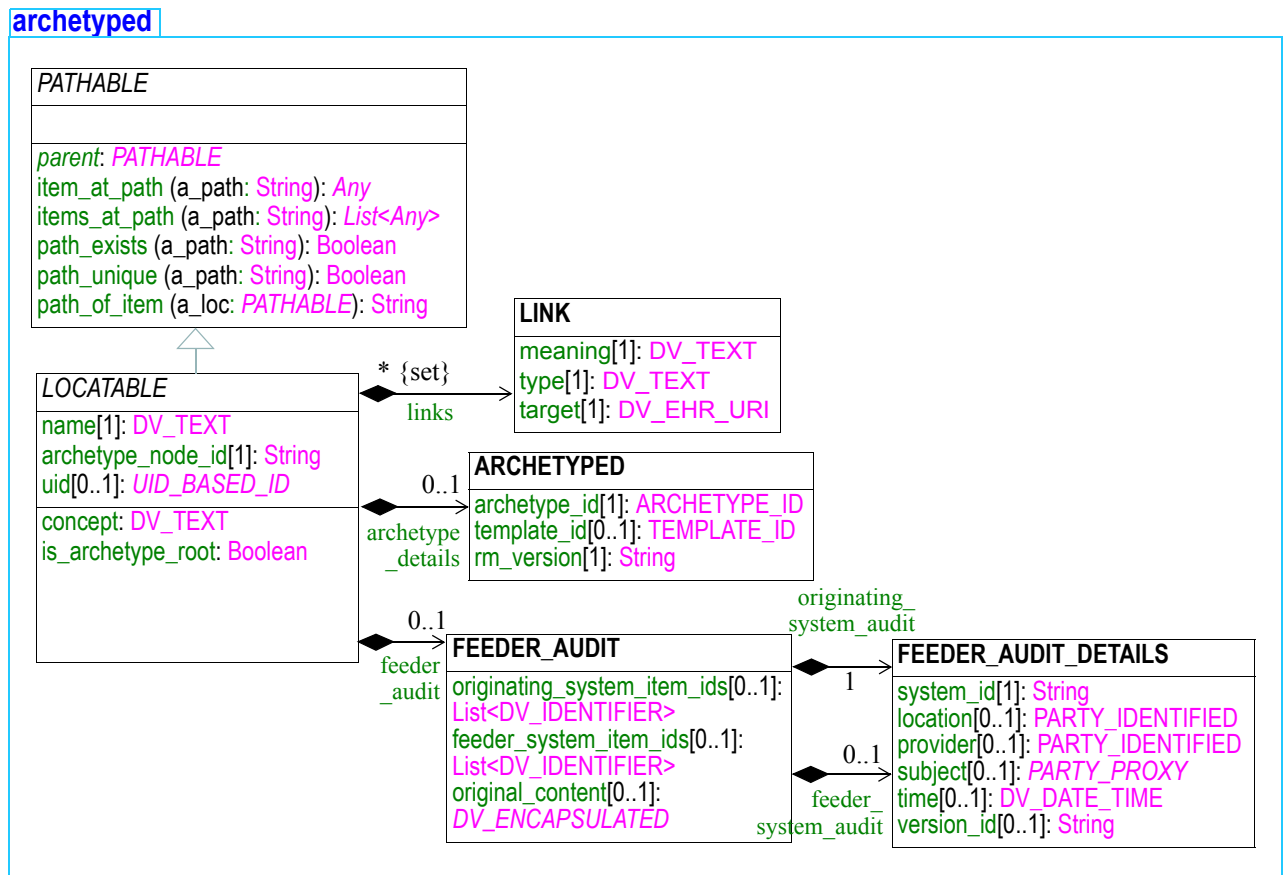 archetyped
PATHABLE
parent: PATHABLE
item_at_path (a_path: String): Any
items_at_path (a_path: String): List<Any>
path_exists (a_path: String): Boolean
path_unique (a_path: String): Boolean
path_of_item (a_loc: PATHABLE): String
LOCATABLE
name[1]: DV_TEXT
archetype_node_id[1]: String
uid[0..1]: UID_BASED_ID
concept: DV_TEXT
is_archetype_root: Boolean
* {set}
links
LINK
meaning[1]: DV_TEXT
type[1]: DV_TEXT
target[1]: DV_EHR_URI
0..1
archetype
_details
ARCHETYPED
archetype_id[1]: ARCHETYPE_ID
template_id[0..1]: TEMPLATE_ID
rm_version[1]: String
0..1
feeder
_audit
FEEDER_AUDIT
originating_system_item_ids[0..1]:
List<DV_IDENTIFIER>
feeder_system_item_ids[0..1]:
List<DV_IDENTIFIER>
original_content[0..1]:
DV_ENCAPSULATED
originating_
system_audit
1
0..1
feeder_
system_audit
FEEDER_AUDIT_DETAILS
system_id[1]: String
location[0..1]: PARTY_IDENTIFIED
provider[0..1]: PARTY_IDENTIFIED
subject[0..1]: PARTY_PROXY
time[0..1]: DV_DATE_TIME
version_id[0..1]: String